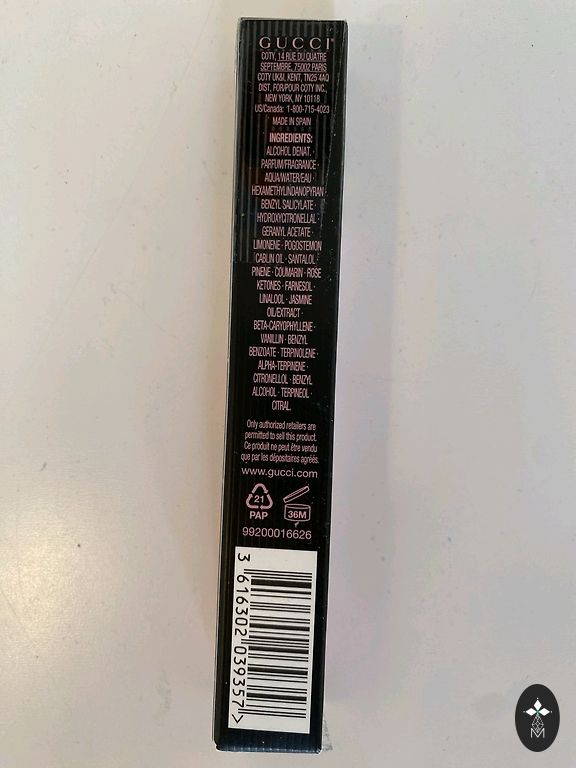 GUCCI
COTY, 14 RUE DU QUATRE
SEPTEMBRE, 75002 PARIS
COTY UK&I, KENT, TN25 4AQ
DIST. FOR/POUR COTY INC.,
NEW YORK, NY 10118
US/Canada: 1-800-715-4023
MADE IN SPAIN
INGREDIENTS:
ALCOHOL DENAT. ·
PARFUM/FRAGRANCE ·
AQUA/WATER/EAU ·
HEXAMETHYLINDANOPYRAN ·
BENZYL SALICYLATE ·
HYDROXYCITRONELLAL ·
GERANYL ACETATE ·
LIMONENE · POGOSTEMON
CABLIN OIL · SANTALOL ·
PINENE · COUMARIN · ROSE
KETONES · FARNESOL ·
LINALOOL · JASMINE
OIL/EXTRACT ·
BETA-CARYOPHYLLENE ·
VANILLIN · BENZYL
BENZOATE · TERPINOLENE ·
ALPHA-TERPINENE ·
CITRONELLOL · BENZYL
ALCOHOL · TERPINEOL ·
CITRAL.
Only authorized retailers are
permitted to sell this product.
Ce produit ne peut être vendu
que par les dépositaires agréés.
www.gucci.com
21
PAP
36M
99200016626
3 616302 039357 >
M